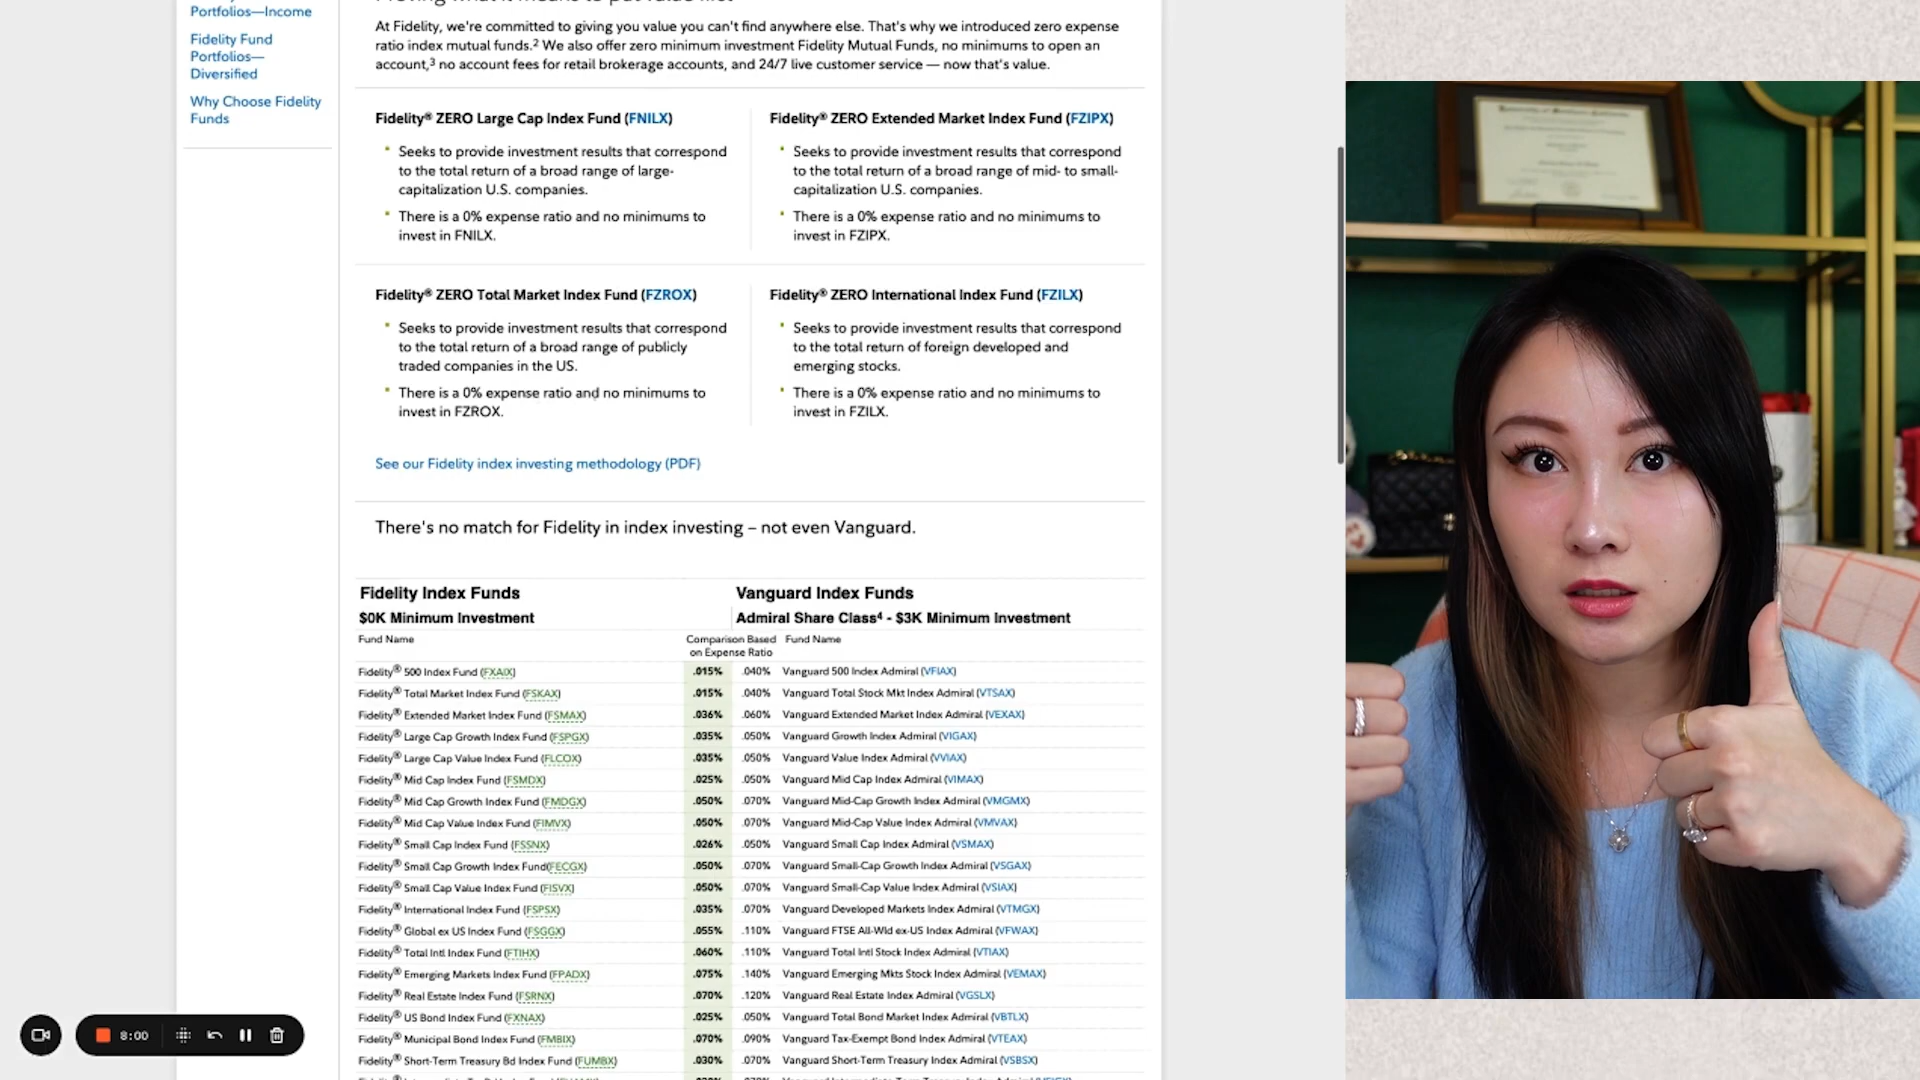 Portfolios—Income
Fidelity Fund
Portfolios—
Diversified
Why Choose Fidelity
Funds
At Fidelity, we're committed to giving you value you can't find anywhere else. That's why we introduced zero expense
ratio index mutual funds.² We also offer zero minimum investment Fidelity Mutual Funds, no minimums to open an
account,³ no account fees for retail brokerage accounts, and 24/7 live customer service — now that's value.
Fidelity® ZERO Large Cap Index Fund (FNILX)
Seeks to provide investment results that correspond
to the total return of a broad range of large-
capitalization U.S. companies.
There is a 0% expense ratio and no minimums to
invest in FNILX.
Fidelity® ZERO Extended Market Index Fund (FZIPX)
Seeks to provide investment results that correspond
to the total return of a broad range of mid- to small-
capitalization U.S. companies.
There is a 0% expense ratio and no minimums to
invest in FZIPX.
Fidelity® ZERO Total Market Index Fund (FZROX)
Seeks to provide investment results that correspond
to the total return of a broad range of publicly
traded companies in the US.
There is a 0% expense ratio and no minimums to
invest in FZROX.
Fidelity® ZERO International Index Fund (FZILX)
Seeks to provide investment results that correspond
to the total return of foreign developed and
emerging stocks.
There is a 0% expense ratio and no minimums to
invest in FZILX.
See our Fidelity index investing methodology (PDF)
There's no match for Fidelity in index investing – not even Vanguard.
Fidelity Index Funds Vanguard Index Funds
$0K Minimum Investment Admiral Share Class⁴ - $3K Minimum Investment
Fund Name Comparison Based Fund Name
on Expense Ratio
Fidelity® 500 Index Fund (FXAIX) .015% .040% Vanguard 500 Index Admiral (VFIAX)
Fidelity® Total Market Index Fund (FSKAX) .015% .040% Vanguard Total Stock Mkt Index Admiral (VTSAX)
Fidelity® Extended Market Index Fund (FSMAX) .036% .060% Vanguard Extended Market Index Admiral (VEXAX)
Fidelity® Large Cap Growth Index Fund (FSPGX) .035% .050% Vanguard Growth Index Admiral (VIGAX)
Fidelity® Large Cap Value Index Fund (FLCOX) .035% .050% Vanguard Value Index Admiral (VVIAX)
Fidelity® Mid Cap Index Fund (FSMDX) .025% .050% Vanguard Mid Cap Index Admiral (VIMAX)
Fidelity® Mid Cap Growth Index Fund (FMDGX) .050% .070% Vanguard Mid-Cap Growth Index Admiral (VMGMX)
Fidelity® Mid Cap Value Index Fund (FIMVX) .050% .070% Vanguard Mid-Cap Value Index Admiral (VMVAX)
Fidelity® Small Cap Index Fund (FSSNX) .026% .050% Vanguard Small Cap Index Admiral (VSMAX)
Fidelity® Small Cap Growth Index Fund(FECGX) .050% .070% Vanguard Small-Cap Growth Index Admiral (VSGAX)
Fidelity® Small Cap Value Index Fund (FISVX) .050% .070% Vanguard Small-Cap Value Index Admiral (VSIAX)
Fidelity® International Index Fund (FSPSX) .035% .070% Vanguard Developed Markets Index Admiral (VTMGX)
Fidelity® Global ex US Index Fund (FSGGX) .055% .110% Vanguard FTSE All-Wld ex-US Index Admiral (VFWAX)
Fidelity® Total Intl Index Fund (FTIHX) .060% .110% Vanguard Total Intl Stock Index Admiral (VTIAX)
Fidelity® Emerging Markets Index Fund (FPADX) .075% .140% Vanguard Emerging Mkts Stock Index Admiral (VEMAX)
Fidelity® Real Estate Index Fund (FSRNX) .070% .120% Vanguard Real Estate Index Admiral (VGSLX)
Fidelity® US Bond Index Fund (FXNAX) .025% .050% Vanguard Total Bond Market Index Admiral (VBTLX)
Fidelity® Municipal Bond Index Fund (FMBIX) .070% .090% Vanguard Tax-Exempt Bond Index Admiral (VTEAX)
Fidelity® Short-Term Treasury Bd Index Fund (FUMBX) .030% .070% Vanguard Short-Term Treasury Index Admiral (VSBSX)
8:00